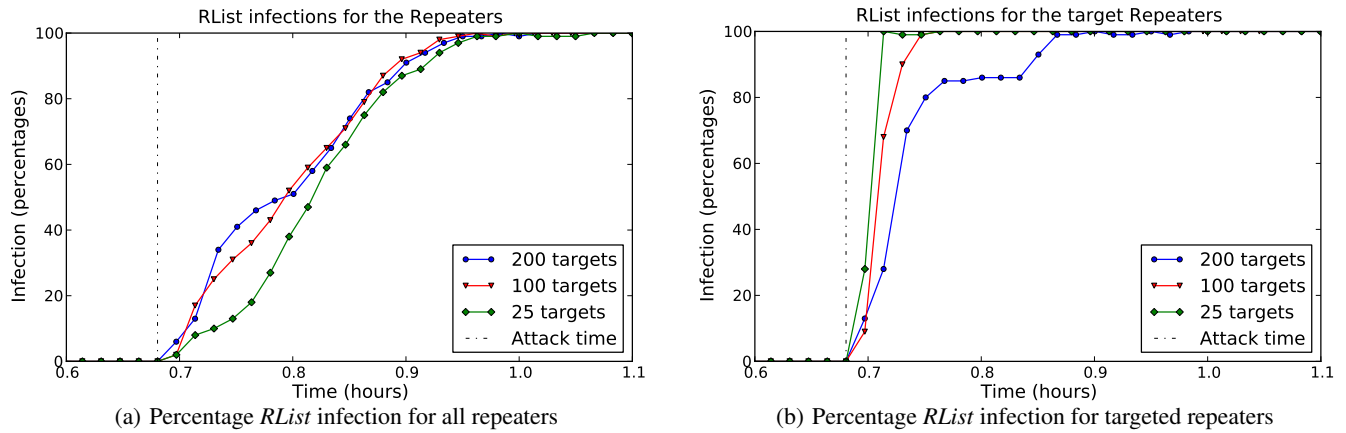 RList infections for the Repeaters
Infection (percentages)
100
80
60
40
20
0
0.6 0.7 0.8 0.9 1.0 1.1
Time (hours)
200 targets
100 targets
25 targets
Attack time
(a) Percentage RList infection for all repeaters
RList infections for the target Repeaters
Infection (percentages)
100
80
60
40
20
0
0.6 0.7 0.8 0.9 1.0 1.1
Time (hours)
200 targets
100 targets
25 targets
Attack time
(b) Percentage RList infection for targeted repeaters